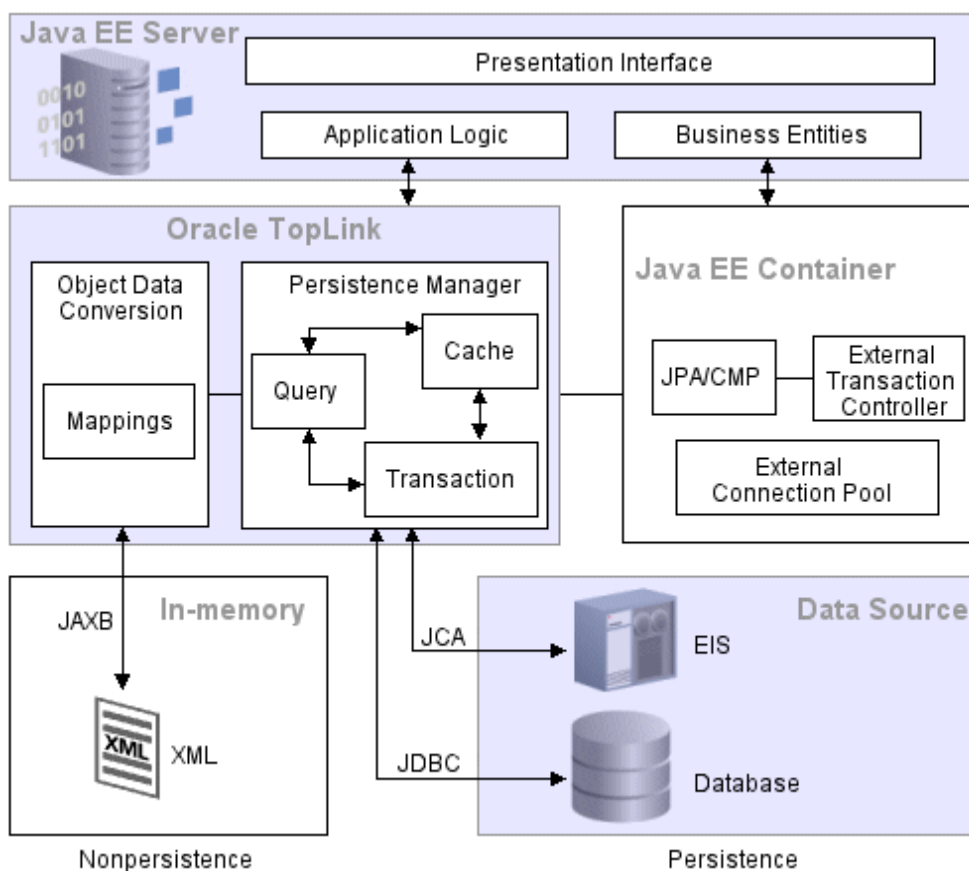 Java EE Server
0010
0101
1101
Presentation Interface
Application Logic
Business Entities
Oracle TopLink
Object Data
Conversion
Mappings
Persistence Manager
Cache
Query
Transaction
Java EE Container
JPA/CMP
External
Transaction
Controller
External
Connection Pool
In-memory
JAXB
XML
XML
JCA
JDBC
Data Source
EIS
Database
Nonpersistence
Persistence